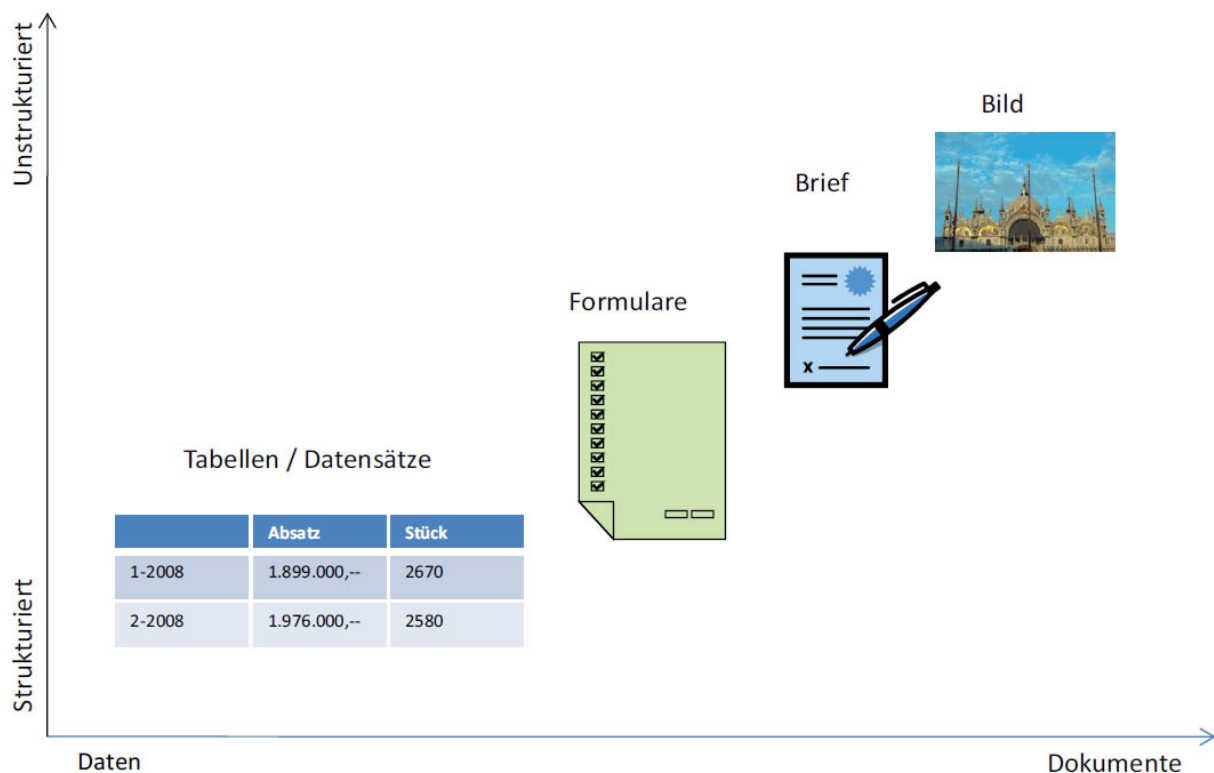 Unstrukturiert
Bild
Brief
Formulare
Tabellen / Datensätze
Absatz Stück
1-2008 1.899.000,-- 2670
2-2008 1.976.000,-- 2580
x
Strukturiert
Daten
Dokumente